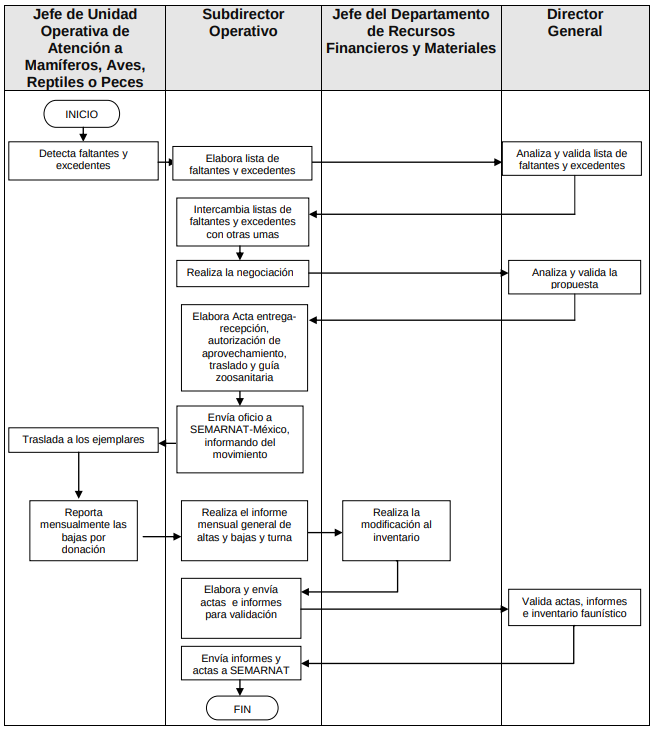 Jefe de Unidad
Operativa de
Atención a
Mamíferos, Aves,
Reptiles o Peces
Subdirector
Operativo
Jefe del Departamento
de Recursos
Financieros y Materiales
Director
General
INICIO
Detecta faltantes y
excedentes
Elabora lista de
faltantes y excedentes
Analiza y valida lista de
faltantes y excedentes
Intercambia listas de
faltantes y excedentes
con otras umas
Realiza la negociación
Analiza y valida la
propuesta
Elabora Acta entrega-
recepción,
autorización de
aprovechamiento,
traslado y guía
zoosanitaria
Envía oficio a
SEMARNAT-México,
informando del
movimiento
Traslada a los ejemplares
Reporta
mensualmente las
bajas por
donación
Realiza el informe
mensual general de
altas y bajas y turna
Realiza la
modificación al
inventario
Elabora y envía
actas e informes
para validación
Valida actas, informes
e inventario faunístico
Envía informes y
actas a SEMARNAT
FIN